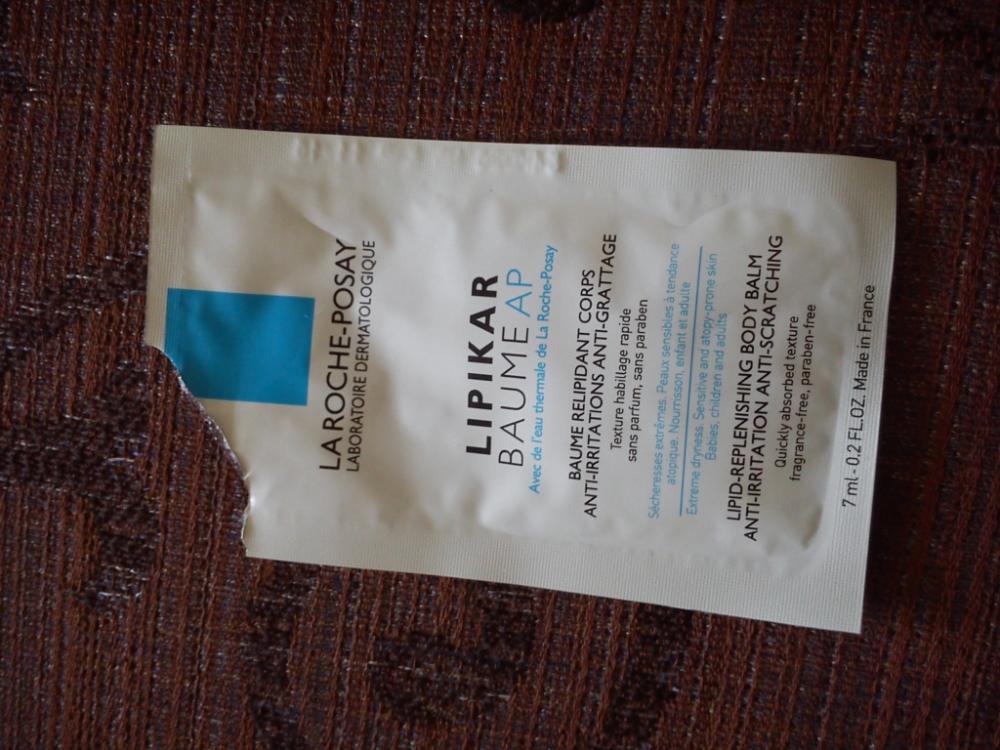 LA ROCHE-POSAY
LABORATOIRE DERMATOLOGIQUE
LIPIKAR
BAUME AP
Avec de l'eau thermale de La Roche-Posay
BAUME RELIPIDANT CORPS
ANTI-IRRITATIONS ANTI-GRATTAGE
Texture habillage rapide
sans parfum, sans paraben
Sécheresses extrêmes. Peaux sensibles à tendance
atopique. Nourrisson, enfant et adulte
Extreme dryness. Sensitive and atopy-prone skin
Babies, children and adults
LIPID-REPLENISHING BODY BALM
ANTI-IRRITATION ANTI-SCRATCHING
Quickly absorbed texture
fragrance-free, paraben-free
7 ml - 0.2 FL.OZ. Made in France